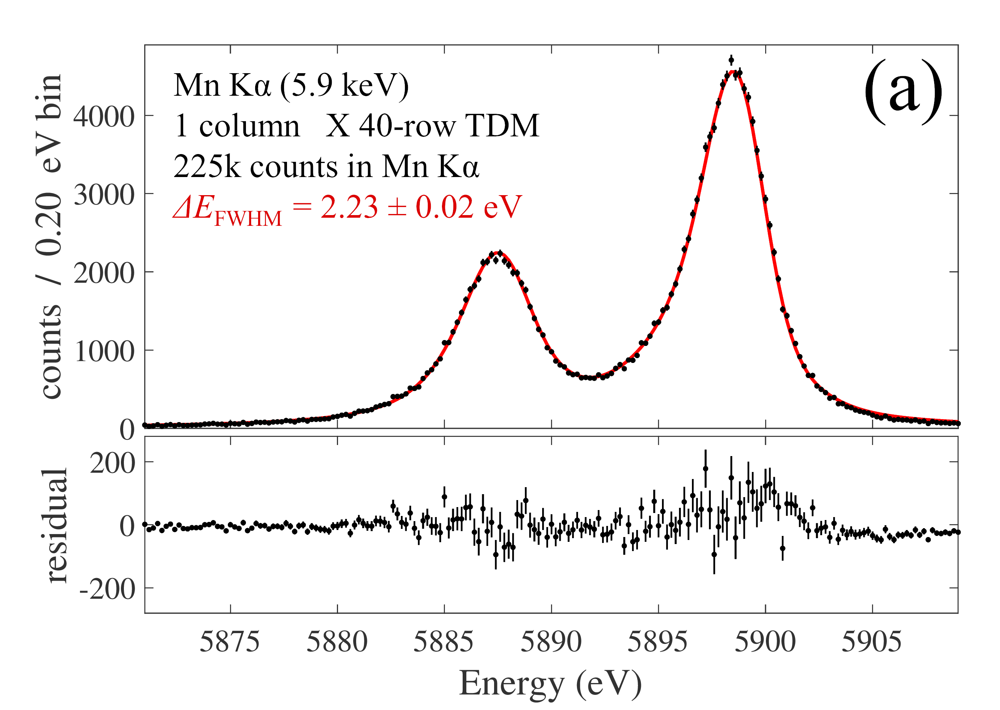 (a)
Mn Kα (5.9 keV)
1 column X 40-row TDM
225k counts in Mn Kα
ΔE_FWHM = 2.23 ± 0.02 eV
counts / 0.20 eV bin
4000
3000
2000
1000
0
residual
200
0
-200
5875 5880 5885 5890 5895 5900 5905
Energy (eV)